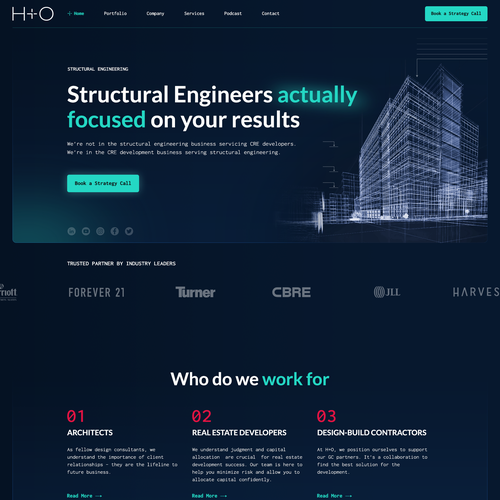 H+O
Home Portfolio Company Services Podcast Contact
Book a Strategy Call
STRUCTURAL ENGINEERING
Structural Engineers actually
focused on your results
We're not in the structural engineering business servicing CRE developers.
We're in the CRE development business serving structural engineering.
Book a Strategy Call
TRUSTED PARTNER BY INDUSTRY LEADERS
FOREVER 21 Turner CBRE JLL HARVES
Who do we work for
01
ARCHITECTS
As fellow design consultants, we
understand the importance of client
relationships - they are the lifeline to
future business.
Read More
02
REAL ESTATE DEVELOPERS
We understand judgment and capital
allocation are crucial for real estate
development success. Our team is here to
help you minimize risk and allow you to
allocate capital confidently.
Read More
03
DESIGN-BUILD CONTRACTORS
At H+O, we position ourselves to support
our GC partners. It's a collaboration to
find the best solution for the
development.
Read More